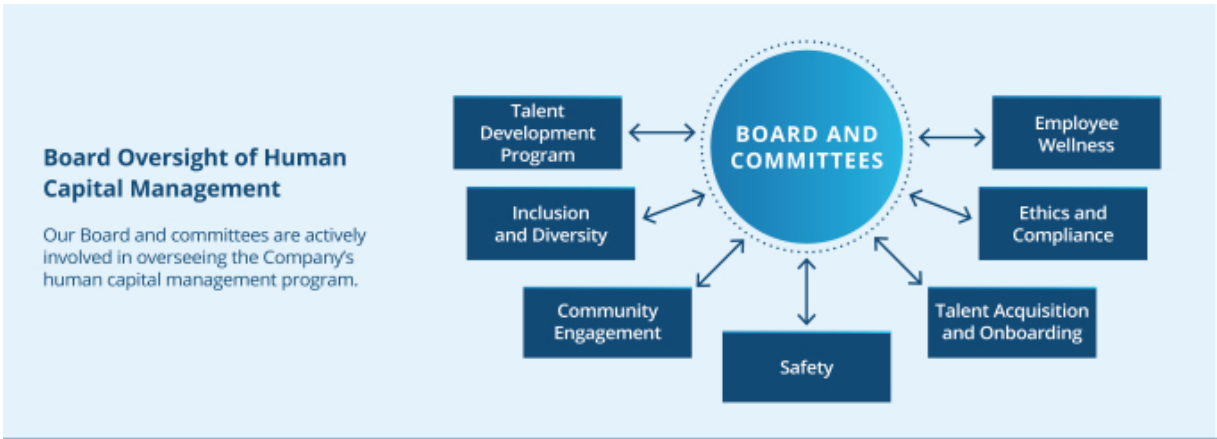 Board Oversight of Human
Capital Management
Our Board and committees are actively
involved in overseeing the Company's
human capital management program.
Talent
Development
Program
Inclusion
and Diversity
Community
Engagement
BOARD AND
COMMITTEES
Safety
Employee
Wellness
Ethics and
Compliance
Talent Acquisition
and Onboarding